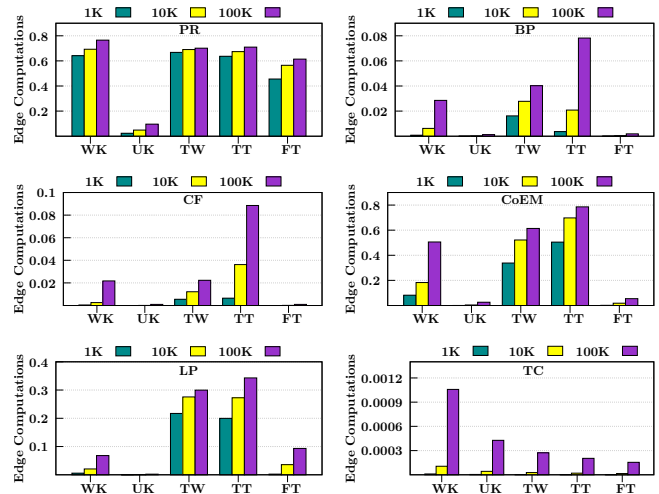 1K 10K 100K
PR
Edge Computations
0.8
0.6
0.4
0.2
WK UK TW TT FT
1K 10K 100K
BP
Edge Computations
0.08
0.06
0.04
0.02
WK UK TW TT FT
1K 10K 100K
CF
Edge Computations
0.1
0.08
0.06
0.04
0.02
WK UK TW TT FT
1K 10K 100K
CoEM
Edge Computations
0.8
0.6
0.4
0.2
WK UK TW TT FT
1K 10K 100K
LP
Edge Computations
0.4
0.3
0.2
0.1
WK UK TW TT FT
1K 10K 100K
TC
Edge Computations
0.0012
0.0009
0.0006
0.0003
WK UK TW TT FT